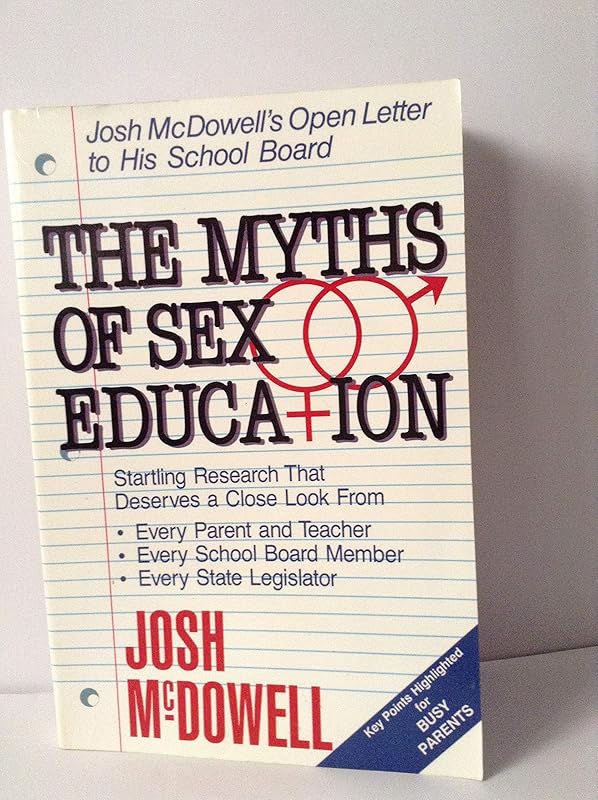 Josh McDowell's Open Letter
to His School Board
THE MYTHS
OF SEX
EDUCATION
Startling Research That
Deserves a Close Look From
• Every Parent and Teacher
• Every School Board Member
• Every State Legislator
JOSH
McDOWELL
Key Points Highlighted
for
BUSY
PARENTS